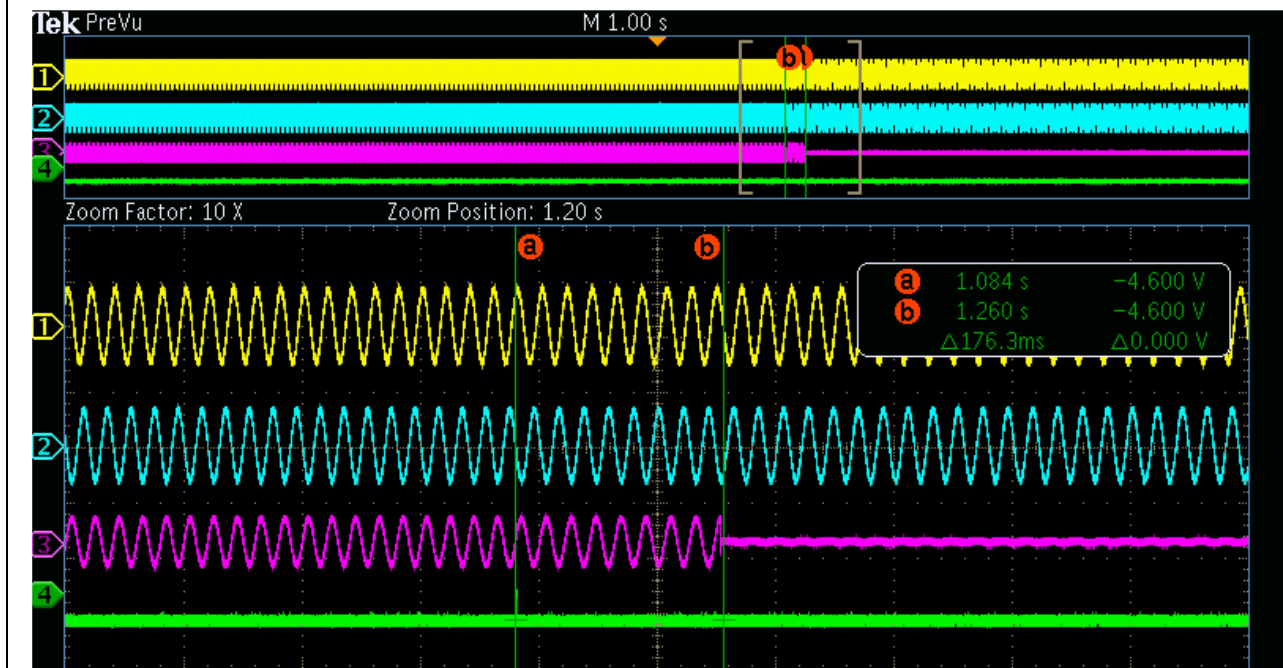 Tek PreVu M 1.00 s
b
1
2
3
4
Zoom Factor: 10 X Zoom Position: 1.20 s
a b
a 1.084 s -4.600 V
1
b 1.260 s -4.600 V
△176.3ms △0.000 V
2
3
4